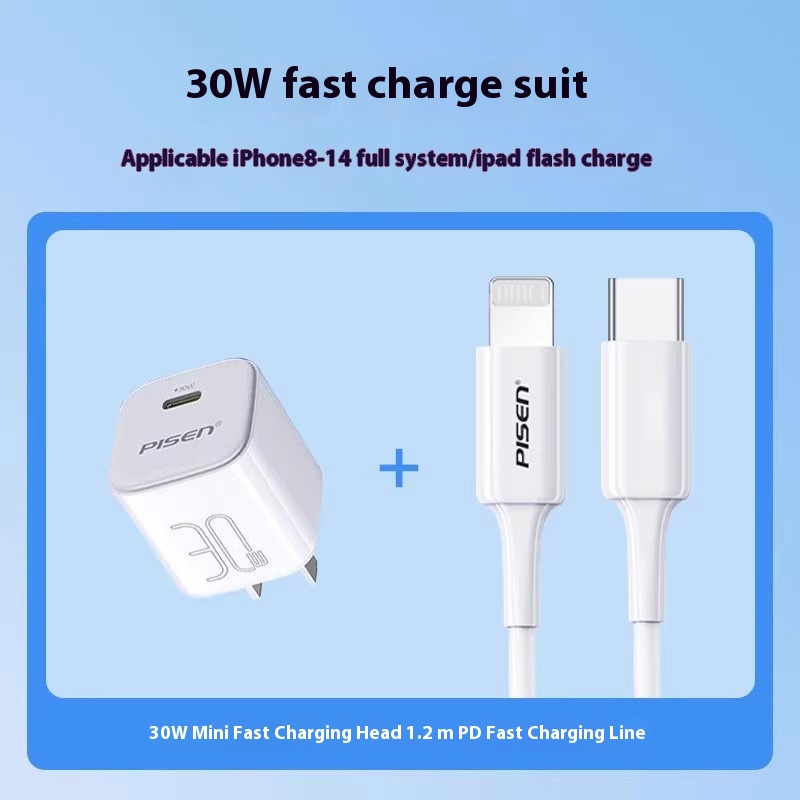 30W fast charge suit
Applicable iPhone8-14 full system/ipad flash charge
30W
PISEN®
30W
PISEN®
30W Mini Fast Charging Head 1.2 m PD Fast Charging Line